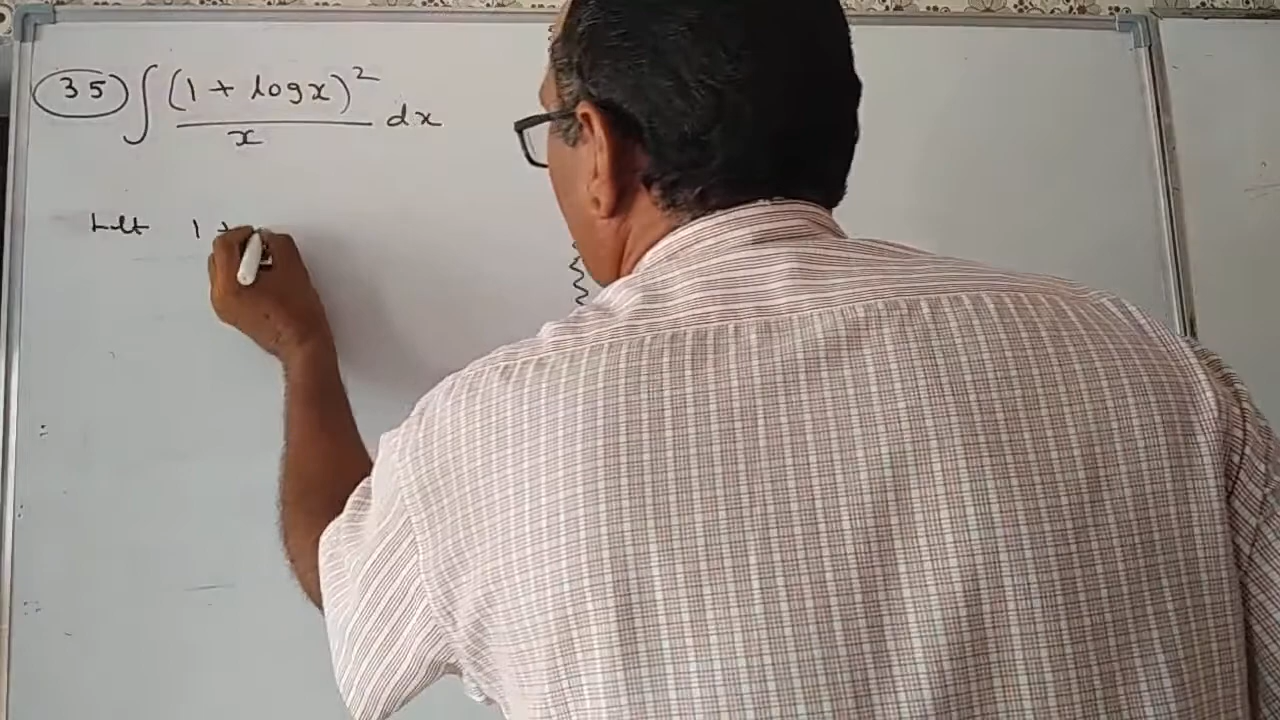 35) ∫ (1 + log x)² / x dx
Let 1 +